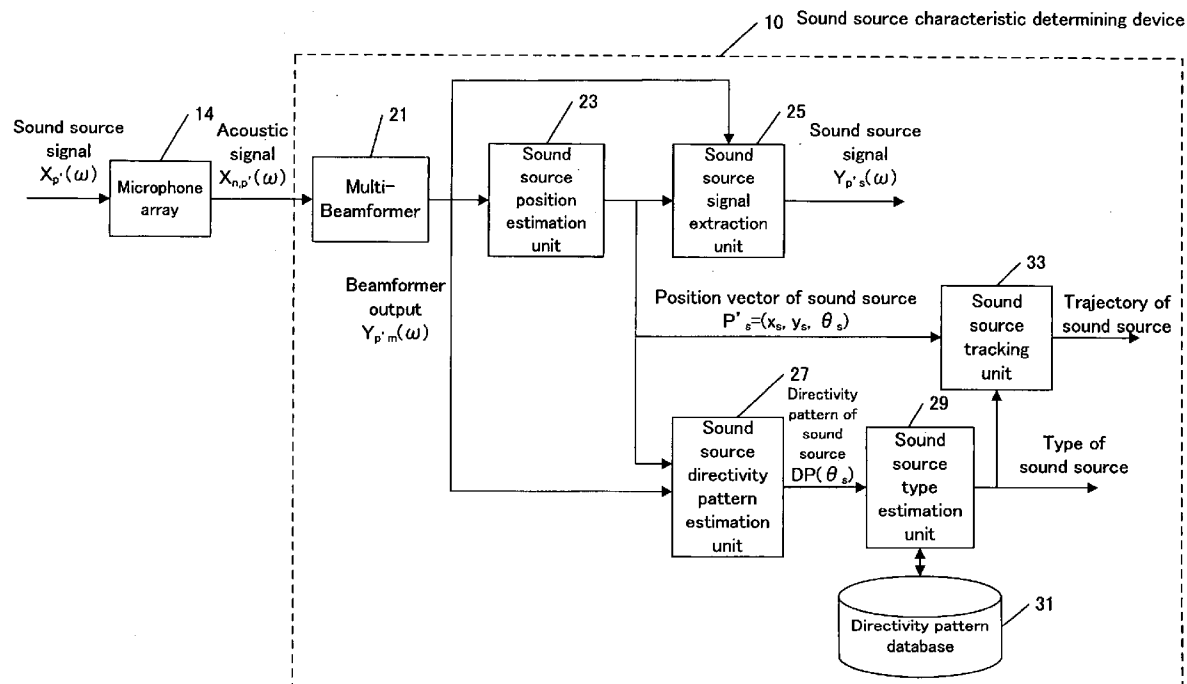 10 Sound source characteristic determining device
Sound source
signal
Xp'(ω)
14
Microphone
array
Acoustic
signal
Xn,p'(ω)
21
Multi-
Beamformer
Beamformer
output
Yp'm(ω)
23
Sound
source
position
estimation
unit
25
Sound
source
signal
extraction
unit
Sound source
signal
Yp's(ω)
Position vector of sound source
P's=(xs, ys, θs)
33
Sound
source
tracking
unit
Trajectory of
sound source
27
Sound
source
directivity
pattern
estimation
unit
Directivity
pattern of
sound
source
DP(θs)
29
Sound
source
type
estimation
unit
Type of
sound source
Directivity pattern
database
31